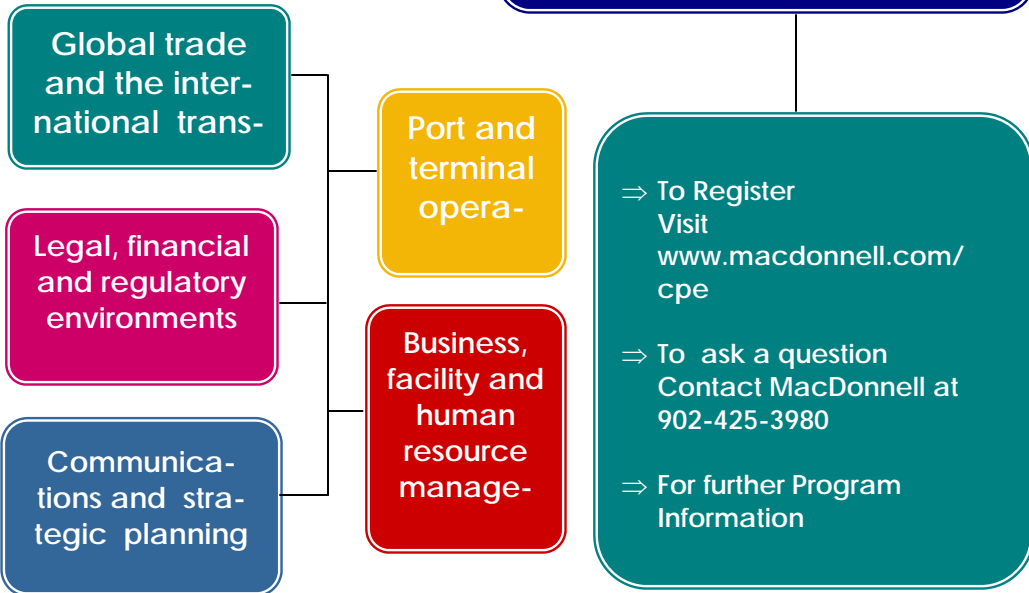 Global trade
and the inter-
national trans-
Port and
terminal
opera-
Legal, financial
and regulatory
environments
Business,
facility and
human
resource
manage-
Communica-
tions and stra-
tegic planning
⇒ To Register
Visit
www.macdonnell.com/
cpe
⇒ To ask a question
Contact MacDonnell at
902-425-3980
⇒ For further Program
Information